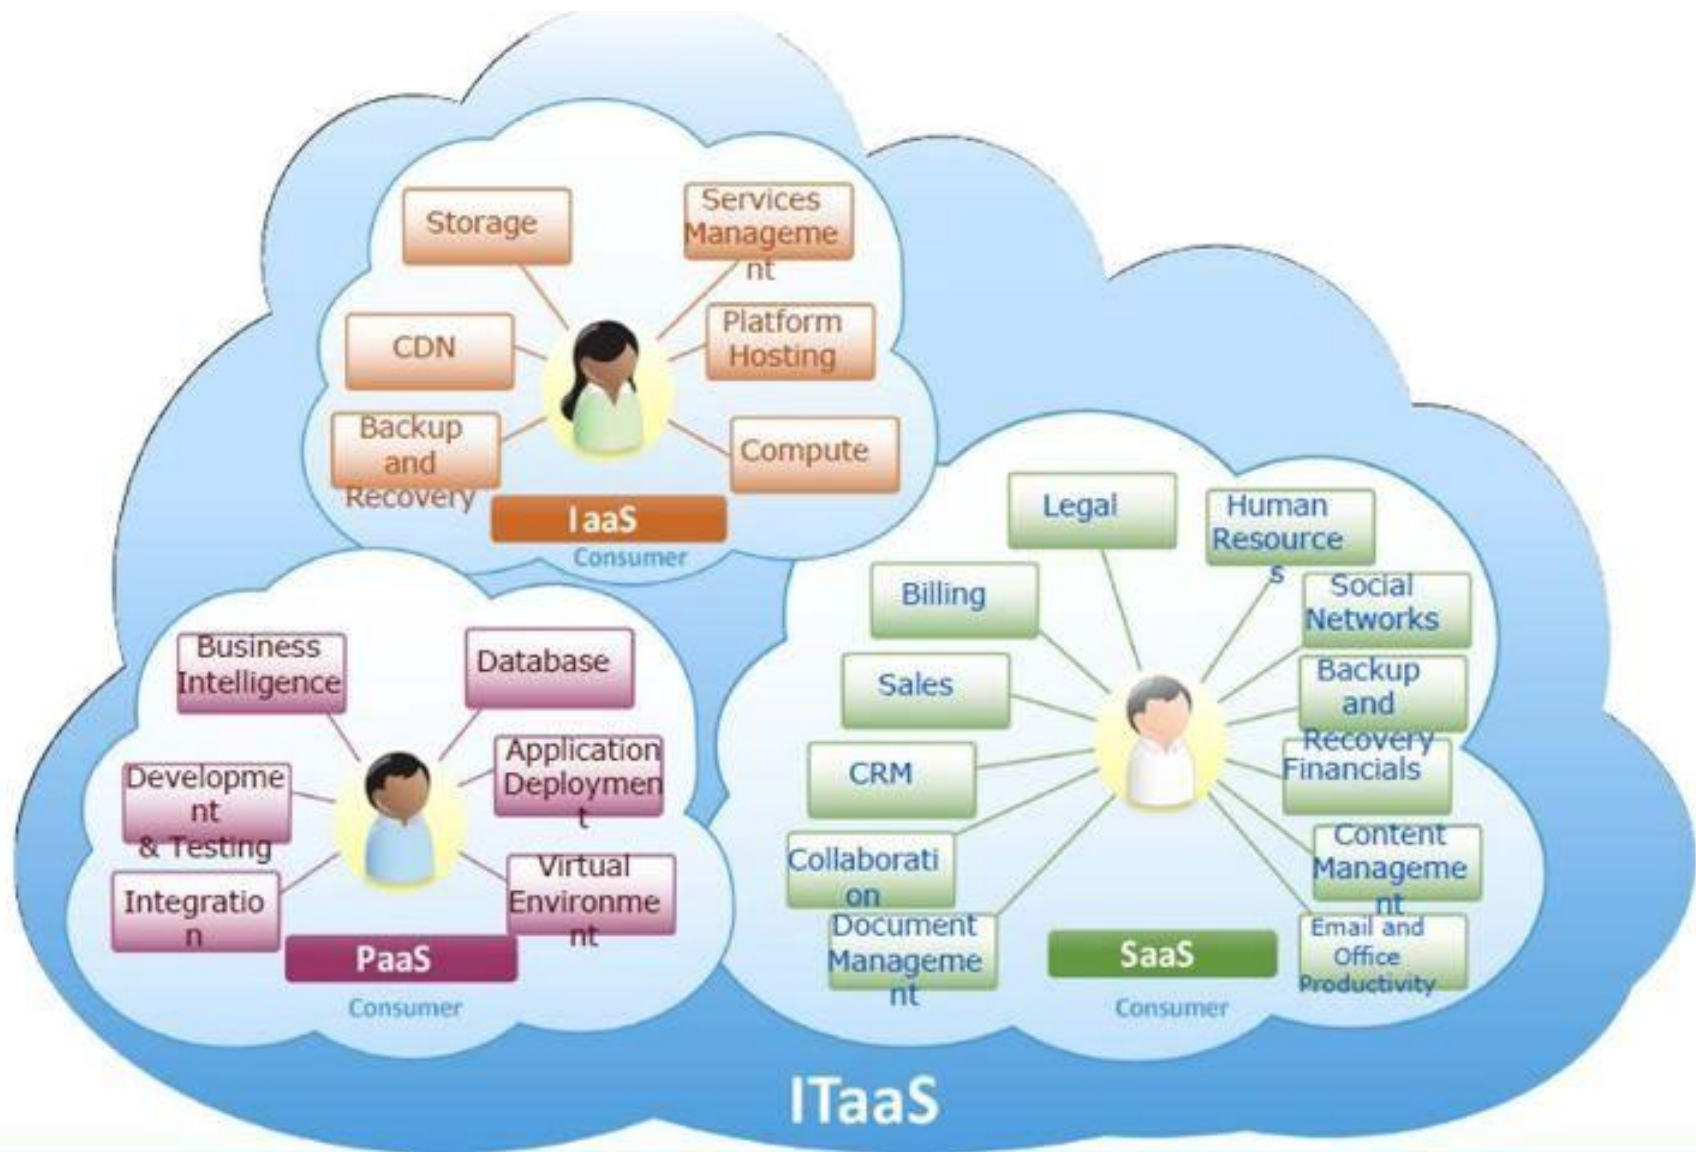 Storage
Services
Manageme
nt
CDN
Platform
Hosting
Backup
and
Recovery
Compute
IaaS
Consumer
Business
Intelligence
Database
Developme
nt
& Testing
Application
Deploymen
t
Integratio
n
Virtual
Environme
nt
PaaS
Consumer
Legal
Human
Resource
s
Billing
Social
Networks
Sales
Backup
and
Recovery
CRM
Financials
Collaborati
on
Content
Manageme
nt
Document
Manageme
nt
Email and
Office
Productivity
SaaS
Consumer
ITaaS